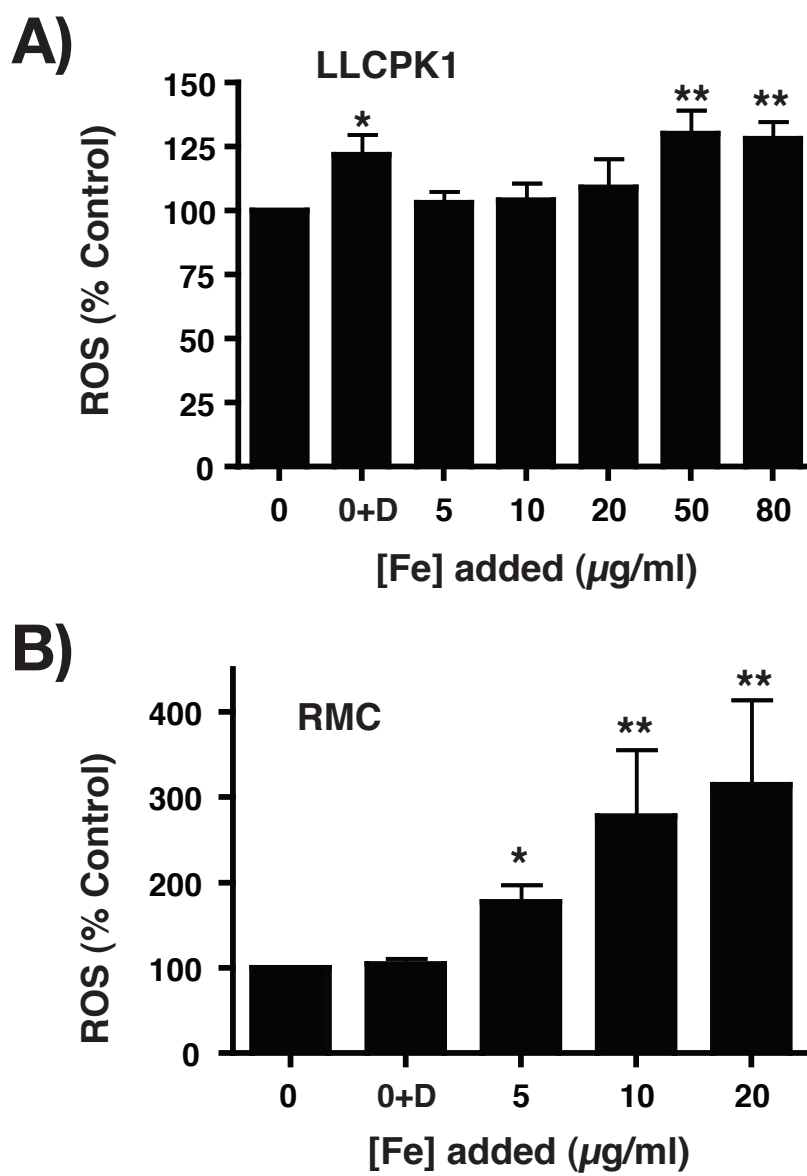 A)
LLCPK1
* ** **
150
125
100
75
50
25
0
ROS (% Control)
0 0+D 5 10 20 50 80
[Fe] added (µg/ml)
B)
RMC
* ** **
400
300
200
100
0
ROS (% Control)
0 0+D 5 10 20
[Fe] added (µg/ml)